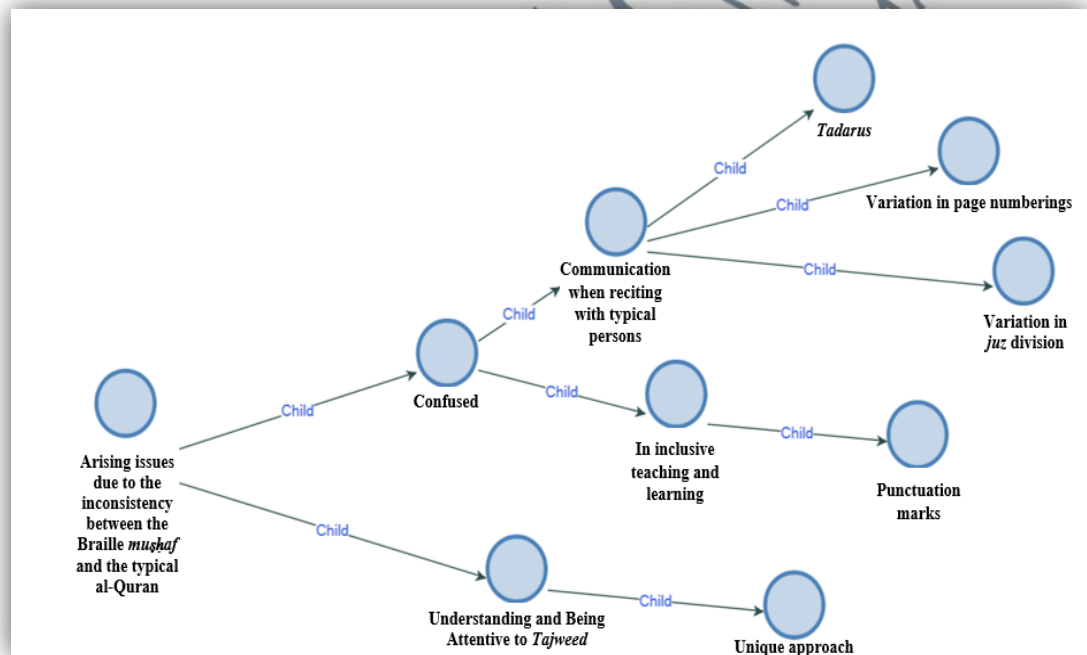 Tadarus
Child
Variation in page numberings
Child
Communication
when reciting
with typical
persons
Child
Variation in
juz division
Child
Confused
Child
In inclusive
teaching and
learning
Child
Punctuation
marks
Child
Arising issues
due to the
inconsistency
between the
Braille muṣḥaf
and the typical
al-Quran
Child
Understanding and Being
Attentive to Tajweed
Child
Unique approach